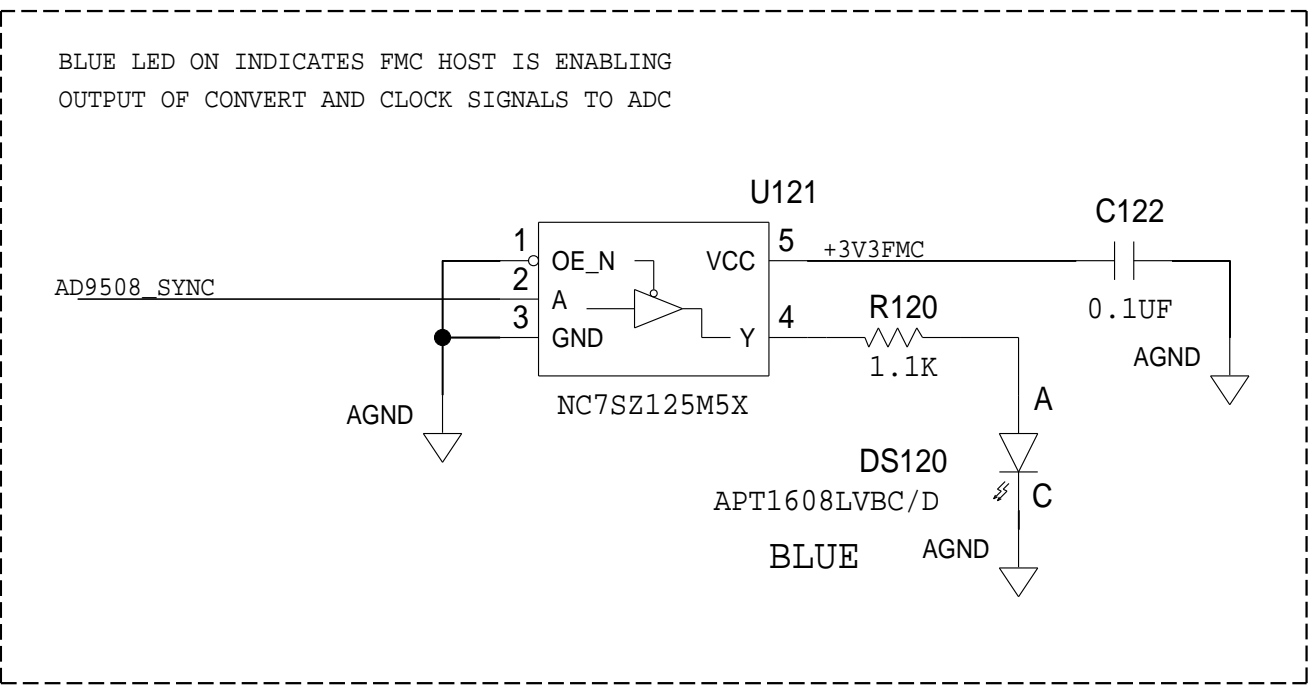 BLUE LED ON INDICATES FMC HOST IS ENABLING
OUTPUT OF CONVERT AND CLOCK SIGNALS TO ADC
U121
C122
1
OE_N
VCC
5
+3V3FMC
AD9508_SYNC
2
A
0.1UF
3
GND
Y
4
R120
1.1K
AGND
NC7SZ125M5X
AGND
A
DS120
APT1608LVBC/D
C
BLUE
AGND